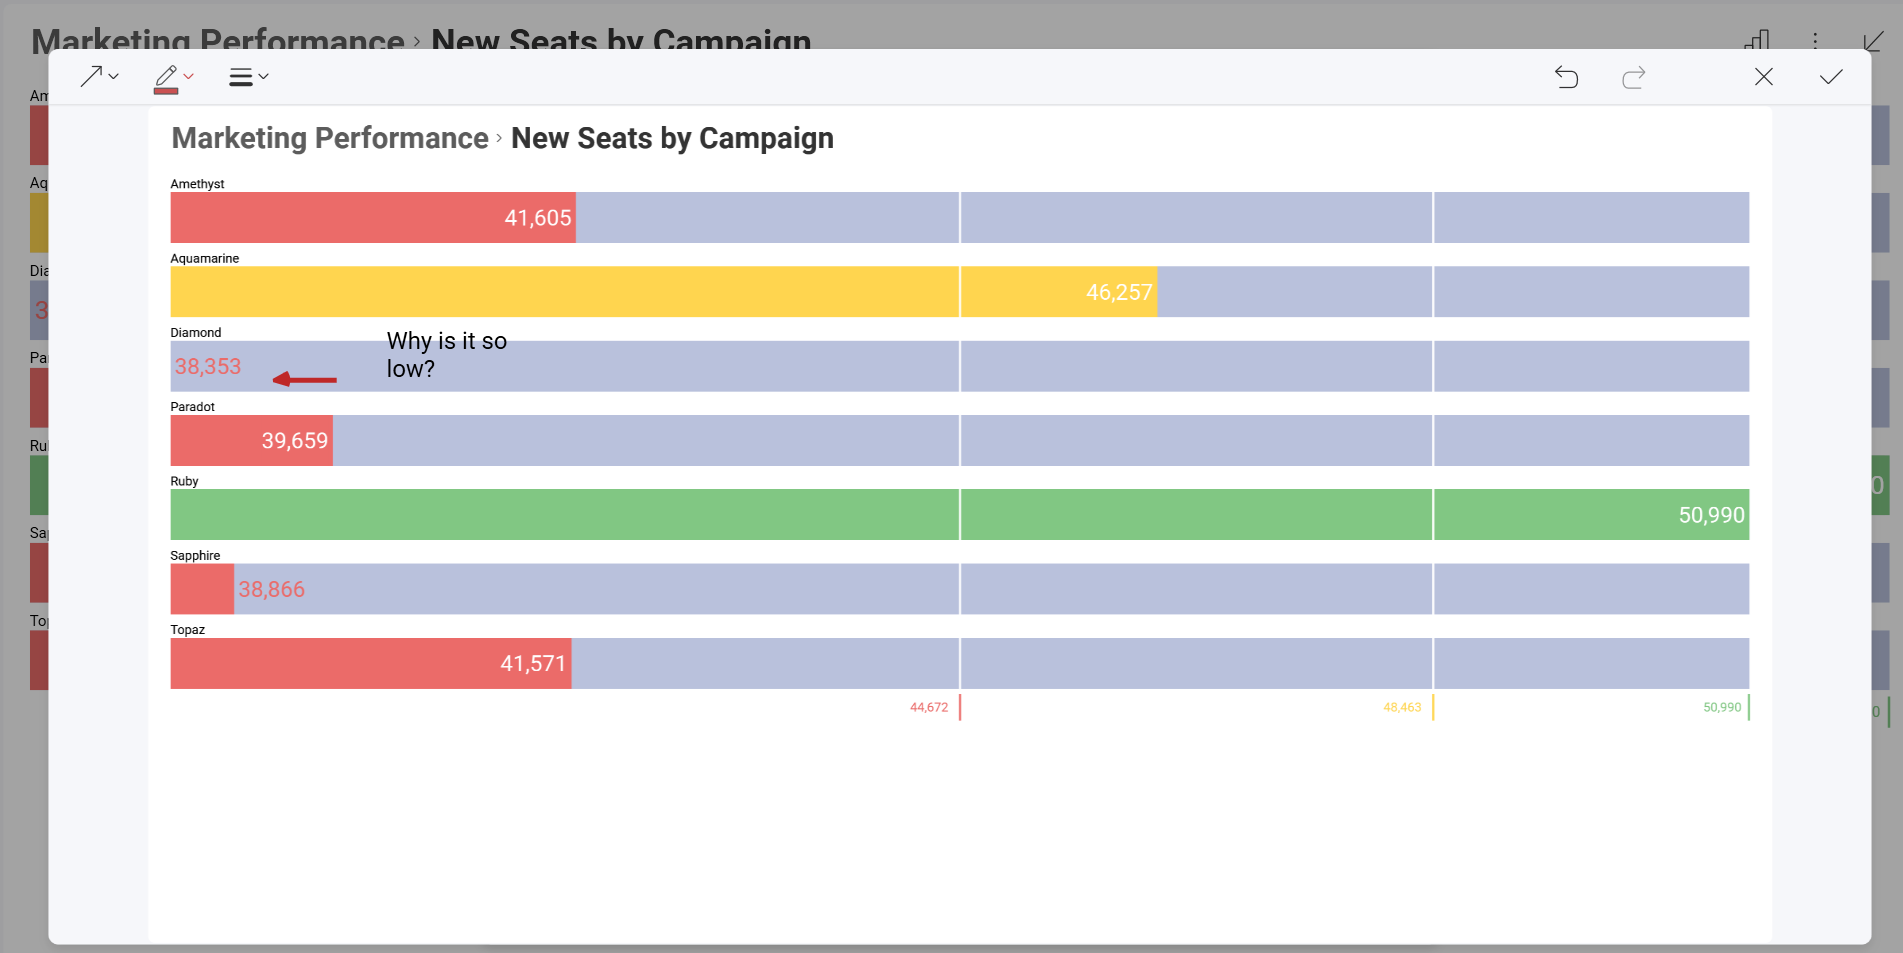 Marketing Performance › New Seats by Campaign
Marketing Performance › New Seats by Campaign
Amethyst
41,605
Aquamarine
46,257
Diamond
38,353
Why is it so
low?
Paradot
39,659
Ruby
50,990
Sapphire
38,866
Topaz
41,571
44,672
48,463
50,990
Am
Aq
Dia
3
Pa
Ru
Sa
To
0
0